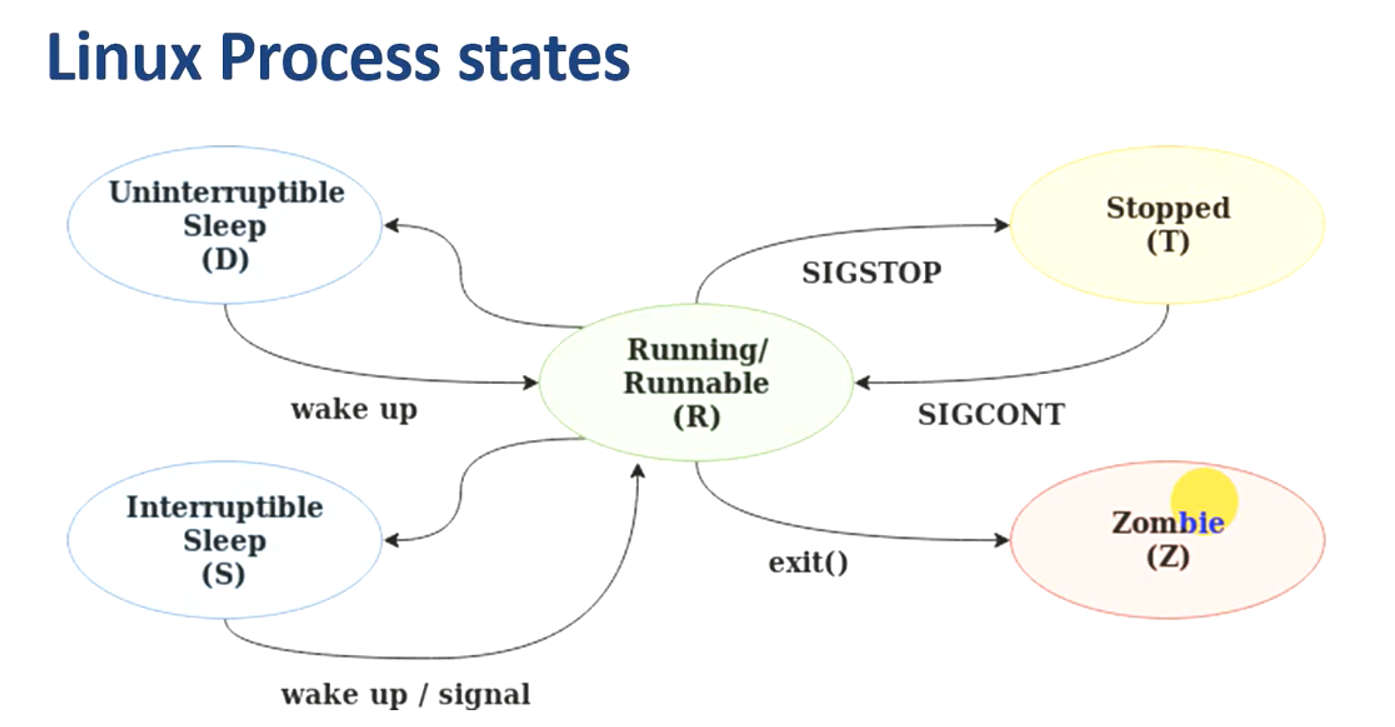 Linux Process states
Uninterruptible
Sleep
(D)
Stopped
(T)
SIGSTOP
Running/
Runnable
(R)
wake up
SIGCONT
Interruptible
Sleep
(S)
Zombie
(Z)
exit()
wake up / signal